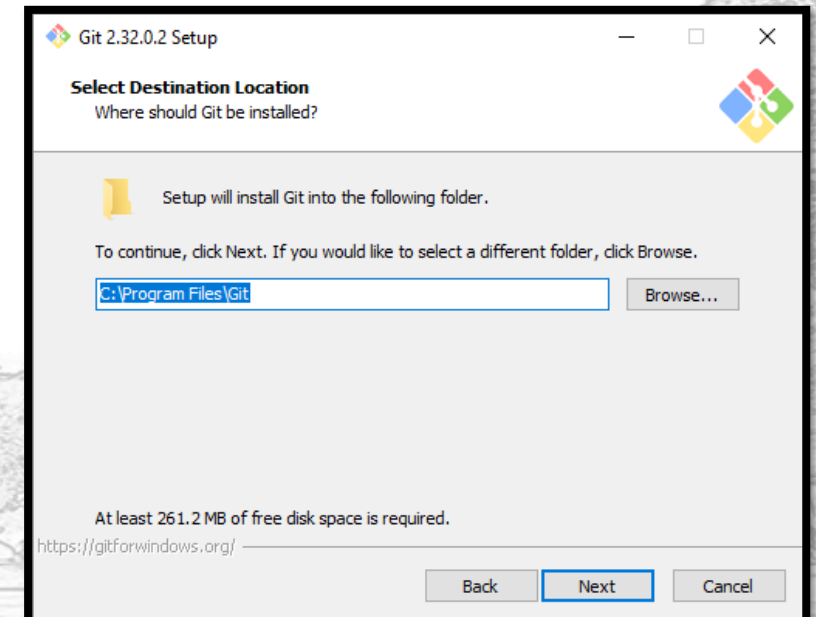 Git 2.32.0.2 Setup
Select Destination Location
Where should Git be installed?
Setup will install Git into the following folder.
To continue, click Next. If you would like to select a different folder, click Browse.
C:\Program Files\Git
Browse...
At least 261.2 MB of free disk space is required.
https://gitforwindows.org/
Back
Next
Cancel